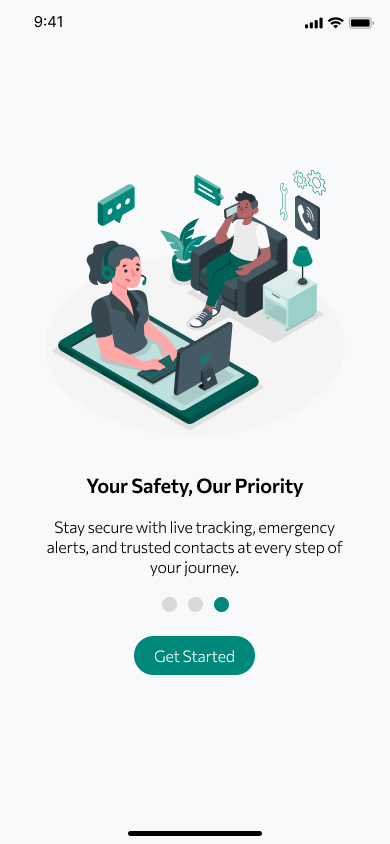 9:41
Your Safety, Our Priority
Stay secure with live tracking, emergency
alerts, and trusted contacts at every step of
your journey.
Get Started